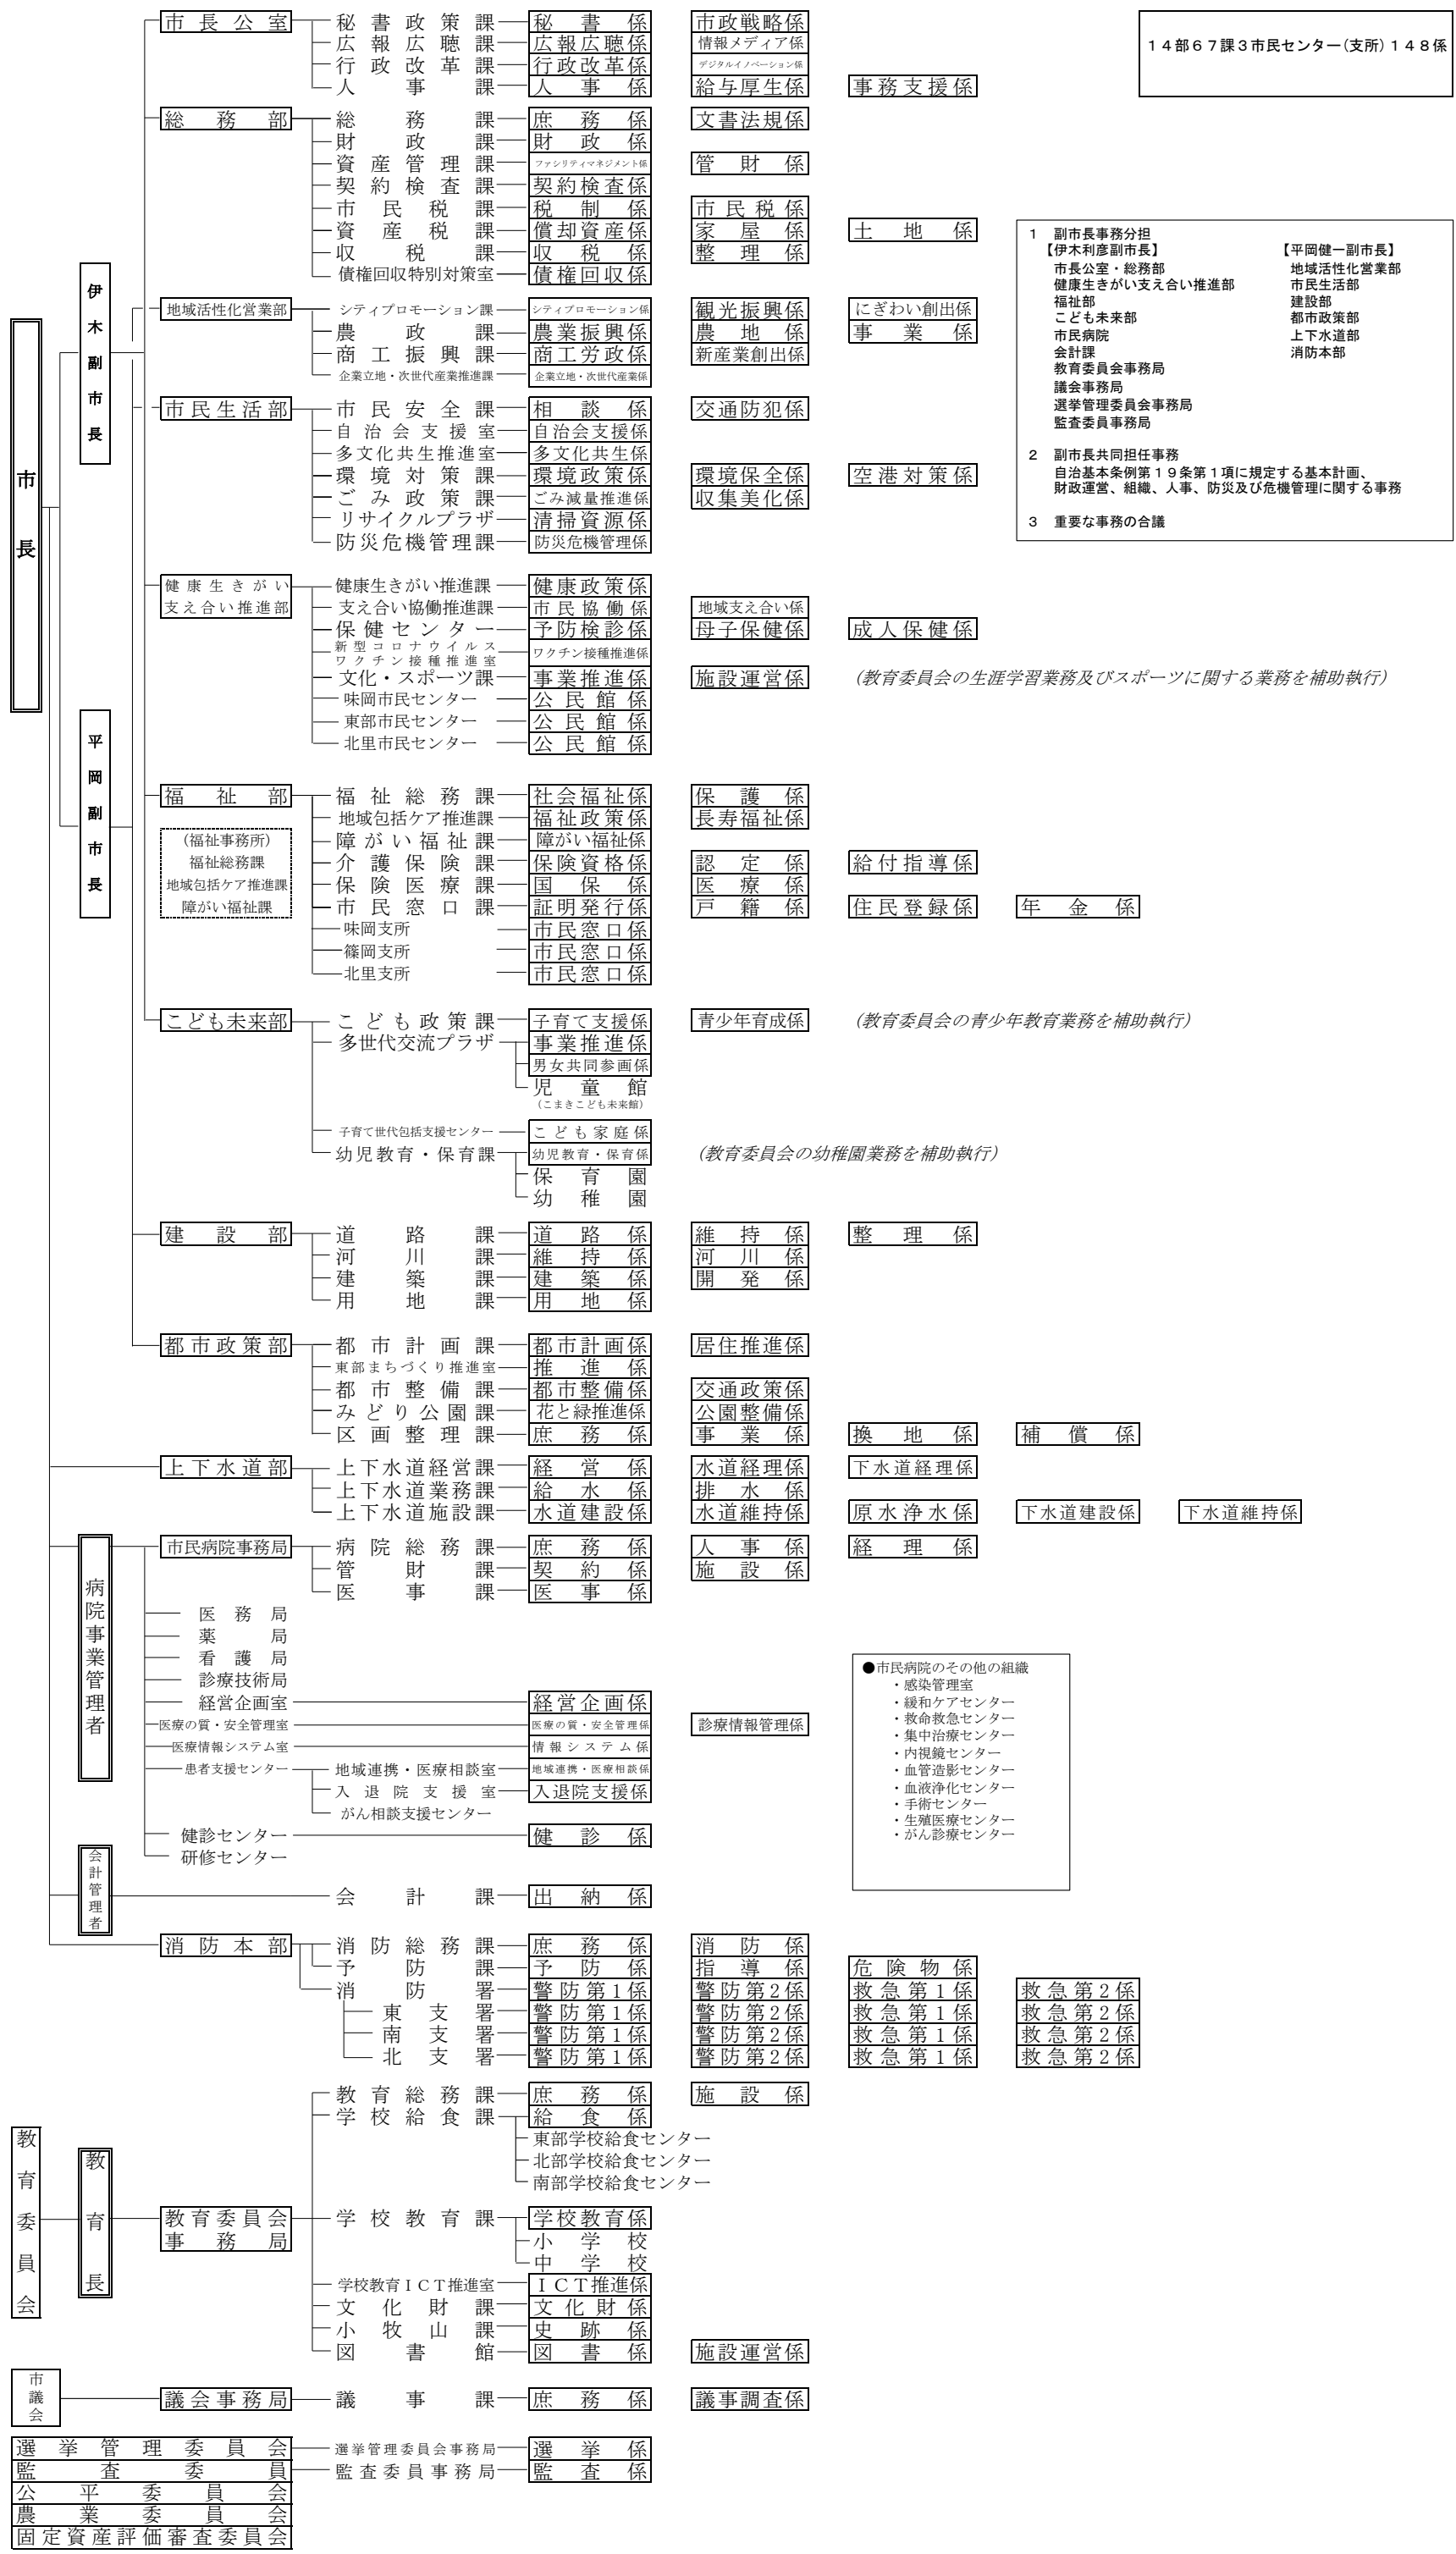 市長公室 秘書政策課 秘書係 市政戦略係
広報広聴課 広報広聴係 情報メディア係
行政改革課 行政改革係 デジタルイノベーション係
人事課 人事係 給与厚生係 事務支援係
１４部６７課３市民センター(支所)１４８係
総務部 総務課 庶務係 文書法規係
財政課 財政係
資産管理課 ファシリティマネジメント係 管財係
契約検査課 契約検査係
市民税課 税制係 市民税係
資産税課 償却資産係 家屋係 土地係
収税課 収税係 整理係
債権回収特別対策室 債権回収係
１ 副市長事務分担
【伊木利彦副市長】 【平岡健一副市長】
市長公室・総務部 地域活性化営業部
健康生きがい支え合い推進部 市民生活部
福祉部 建設部
こども未来部 都市政策部
市民病院 上下水道部
会計課 消防本部
教育委員会事務局
議会事務局
選挙管理委員会事務局
監査委員事務局
２ 副市長共同担任事務
自治基本条例第１９条第１項に規定する基本計画、
財政運営、組織、人事、防災及び危機管理に関する事務
３ 重要な事務の合議
市長
伊木副市長
平岡副市長
地域活性化営業部 シティプロモーション課 シティプロモーション係 観光振興係 にぎわい創出係
農政課 農業振興係 農地係 事業係
商工振興課 商工労政係 新産業創出係
企業立地・次世代産業推進課 企業立地・次世代産業係
市民生活部 市民安全課 相談係 交通防犯係
自治会支援室 自治会支援係
多文化共生推進室 多文化共生係
環境対策課 環境政策係 環境保全係 空港対策係
ごみ政策課 ごみ減量推進係 収集美化係
リサイクルプラザ 清掃資源係
防災危機管理課 防災危機管理係
健康生きがい 健康生きがい推進課 健康政策係
支え合い推進部 支え合い協働推進課 市民協働係 地域支え合い係
保健センター 予防検診係 母子保健係 成人保健係
新型コロナウイルス
ワクチン接種推進室 ワクチン接種推進係
文化・スポーツ課 事業推進係 施設運営係 (教育委員会の生涯学習業務及びスポーツに関する業務を補助執行)
味岡市民センター 公民館係
東部市民センター 公民館係
北里市民センター 公民館係
福祉部 福祉総務課 社会福祉係 保護係
地域包括ケア推進課 福祉政策係 長寿福祉係
(福祉事務所) 障がい福祉課 障がい福祉係
福祉総務課 介護保険課 保険資格係 認定係 給付指導係
地域包括ケア推進課 保険医療課 国保係 医療係
障がい福祉課 市民窓口課 証明発行係 戸籍係 住民登録係 年金係
味岡支所 市民窓口係
篠岡支所 市民窓口係
北里支所 市民窓口係
こども未来部 こども政策課 子育て支援係 青少年育成係 (教育委員会の青少年教育業務を補助執行)
多世代交流プラザ 事業推進係
男女共同参画係
児童館
(こまきこども未来館)
子育て世代包括支援センター こども家庭係
幼児教育・保育課 幼児教育・保育係 (教育委員会の幼稚園業務を補助執行)
保育園
幼稚園
建設部 道路課 道路係 維持係 整理係
河川課 維持係 河川係
建築課 建築係 開発係
用地課 用地係
都市政策部 都市計画課 都市計画係 居住推進係
東部まちづくり推進室 推進係
都市整備課 都市整備係 交通政策係
みどり公園課 花と緑推進係 公園整備係
区画整理課 庶務係 事業係 換地係 補償係
上下水道部 上下水道経営課 経営係 水道経理係 下水道経理係
上下水道業務課 給水係 排水係
上下水道施設課 水道建設係 水道維持係 原水浄水係 下水道建設係 下水道維持係
病院事業管理者
市民病院事務局 病院総務課 庶務係 人事係 経理係
管財課 契約係 施設係
医事課 医事係
医務局
薬局
看護局
診療技術局
経営企画室 経営企画係
医療の質・安全管理室 医療の質・安全管理係 診療情報管理係
医療情報システム室 情報システム係
患者支援センター 地域連携・医療相談室 地域連携・医療相談係
入退院支援室 入退院支援係
がん相談支援センター
健診センター 健診係
研修センター
●市民病院のその他の組織
・感染管理室
・緩和ケアセンター
・救命救急センター
・集中治療センター
・内視鏡センター
・血管造影センター
・血液浄化センター
・手術センター
・生殖医療センター
・がん診療センター
会計管理者 会計課 出納係
消防本部 消防総務課 庶務係 消防係
予防課 予防係 指導係 危険物係
消防署 警防第1係 警防第2係 救急第1係 救急第2係
東支署 警防第1係 警防第2係 救急第1係 救急第2係
南支署 警防第1係 警防第2係 救急第1係 救急第2係
北支署 警防第1係 警防第2係 救急第1係 救急第2係
教育委員会
教育長
教育総務課 庶務係 施設係
学校給食課 給食係
東部学校給食センター
北部学校給食センター
南部学校給食センター
教育委員会 学校教育課 学校教育係
事務局 小学校
中学校
学校教育ＩＣＴ推進室 ＩＣＴ推進係
文化財課 文化財係
小牧山課 史跡係
図書館 図書係 施設運営係
市議会 議会事務局 議事課 庶務係 議事調査係
選挙管理委員会 選挙管理委員会事務局 選挙係
監査委員 監査委員事務局 監査係
公平委員会
農業委員会
固定資産評価審査委員会